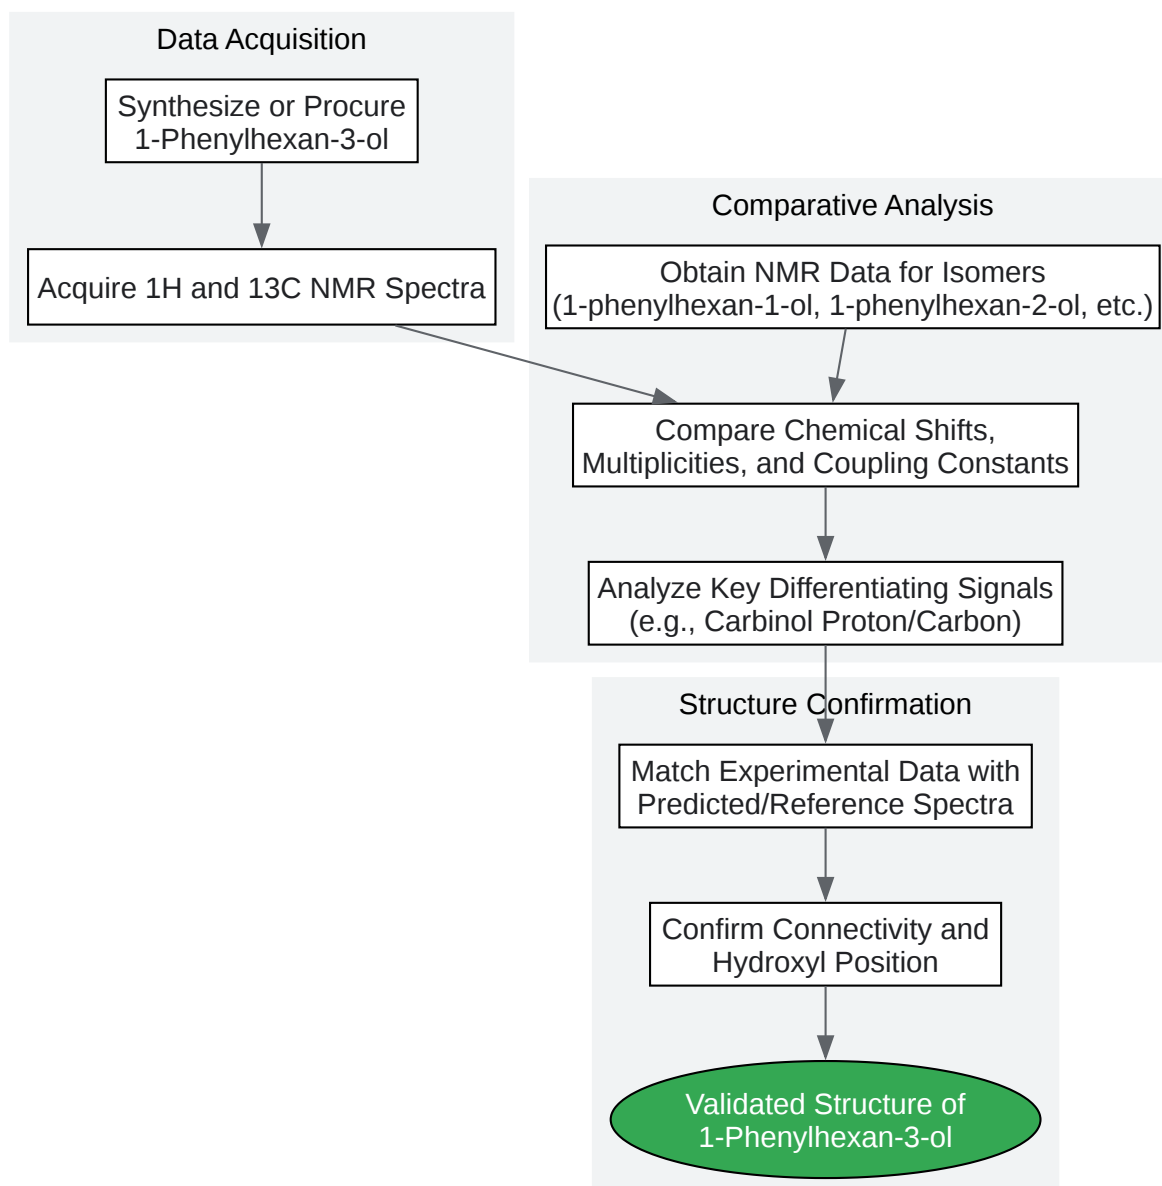 Data Acquisition
Synthesize or Procure
1-Phenylhexan-3-ol
Acquire 1H and 13C NMR Spectra
Comparative Analysis
Obtain NMR Data for Isomers
(1-phenylhexan-1-ol, 1-phenylhexan-2-ol, etc.)
Compare Chemical Shifts,
Multiplicities, and Coupling Constants
Analyze Key Differentiating Signals
(e.g., Carbinol Proton/Carbon)
Structure Confirmation
Match Experimental Data with
Predicted/Reference Spectra
Confirm Connectivity and
Hydroxyl Position
Validated Structure of
1-Phenylhexan-3-ol